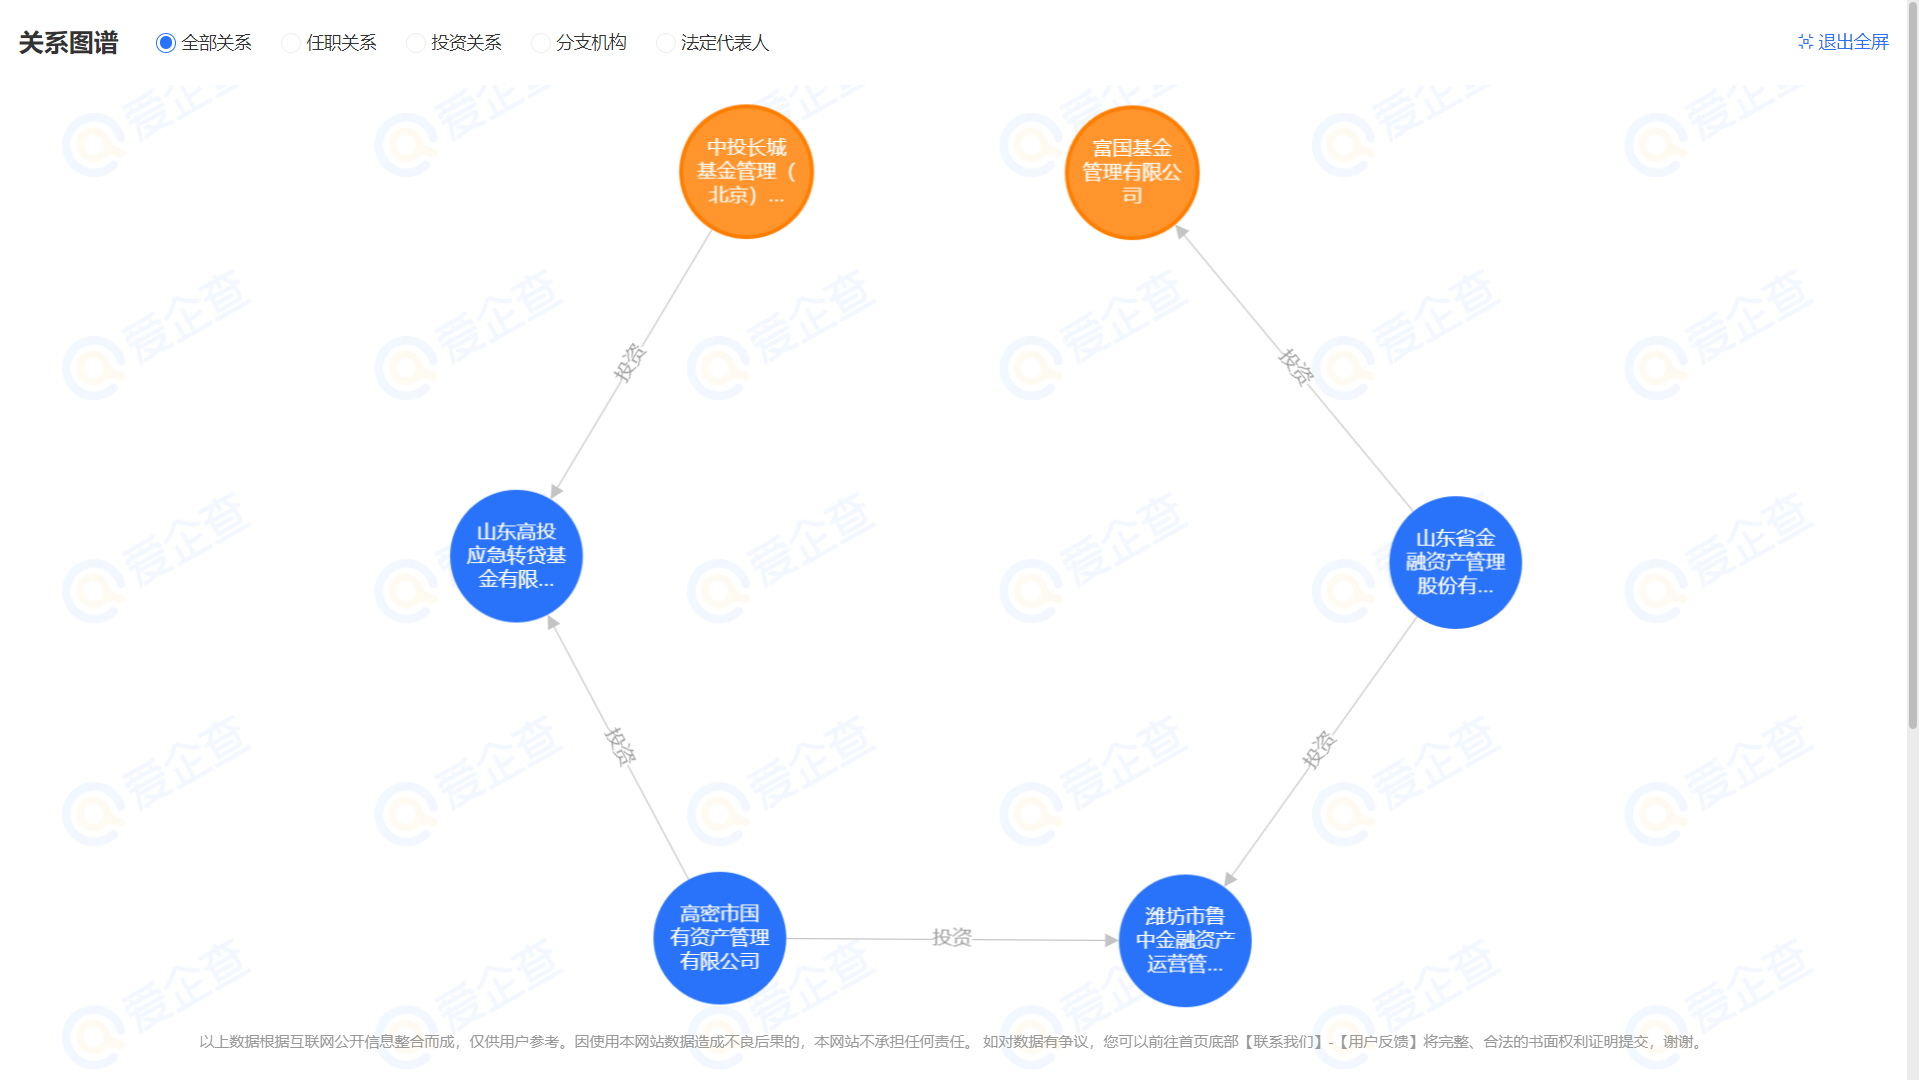 关系图谱 全部关系 任职关系 投资关系 分支机构 法定代表人 退出全屏
中投长城
基金管理（
北京）...
富国基金
管理有限公
司
投资
投资
山东高投
应急转贷基
金有限...
山东省金
融资产管理
股份有...
投资
投资
高密市国
有资产管理
有限公司
投资
潍坊市鲁
中金融资产
运营管...
以上数据根据互联网公开信息整合而成，仅供用户参考。因使用本网站数据造成不良后果的，本网站不承担任何责任。 如对数据有争议，您可以前往首页底部【联系我们】-【用户反馈】将完整、合法的书面权利证明提交，谢谢。
爱企查